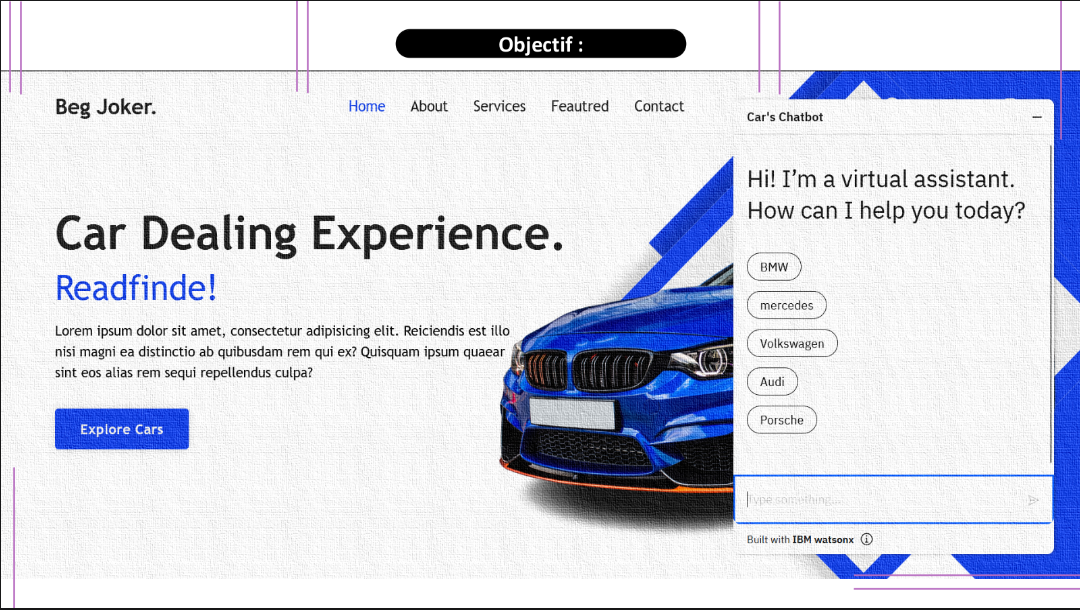 Objectif :
Beg Joker.
Home About Services Feautred Contact
Car Dealing Experience.
Readfinde!
Lorem ipsum dolor sit amet, consectetur adipisicing elit. Reiciendis est illo
nisi magni ea distinctio ab quibusdam rem qui ex? Quisquam ipsum quaear
sint eos alias rem sequi repellendus culpa?
Explore Cars
Car's Chatbot
Hi! I’m a virtual assistant.
How can I help you today?
BMW
mercedes
Volkswagen
Audi
Porsche
Type something...
Built with IBM watsonx